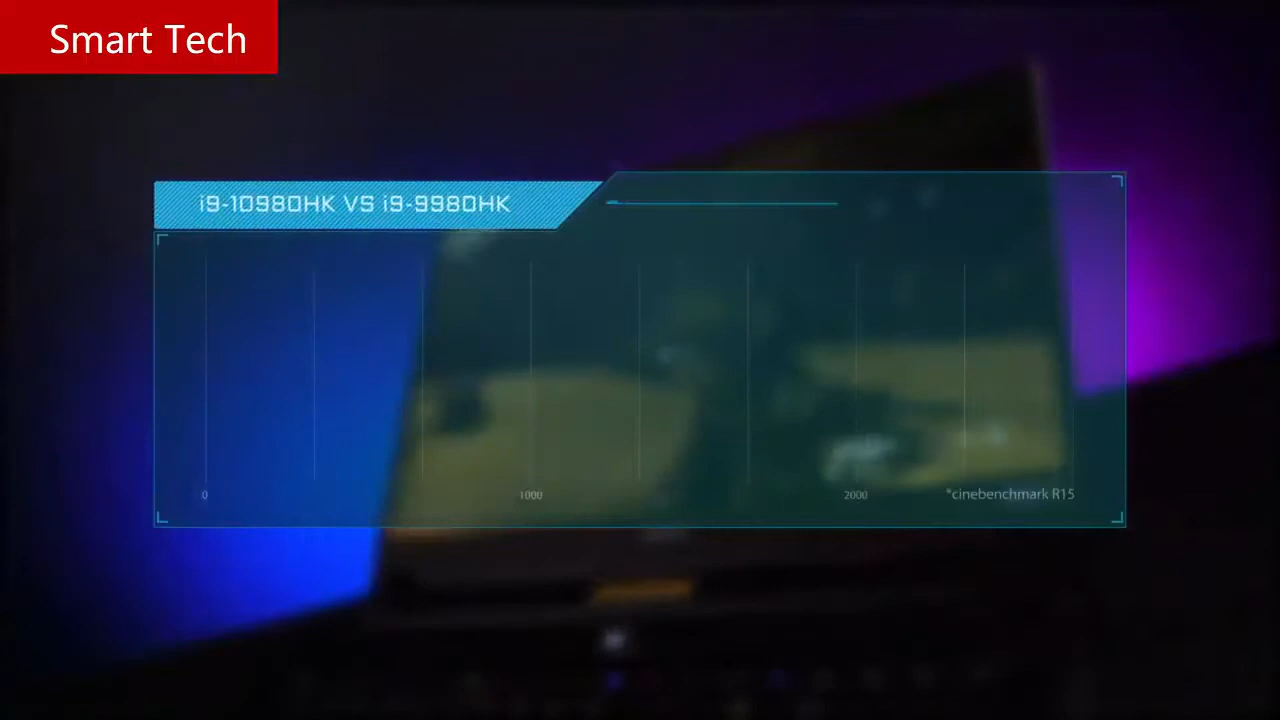 Smart Tech
i9-10980HK VS i9-9980HK
0
1000
2000
*cinebenchmark R15